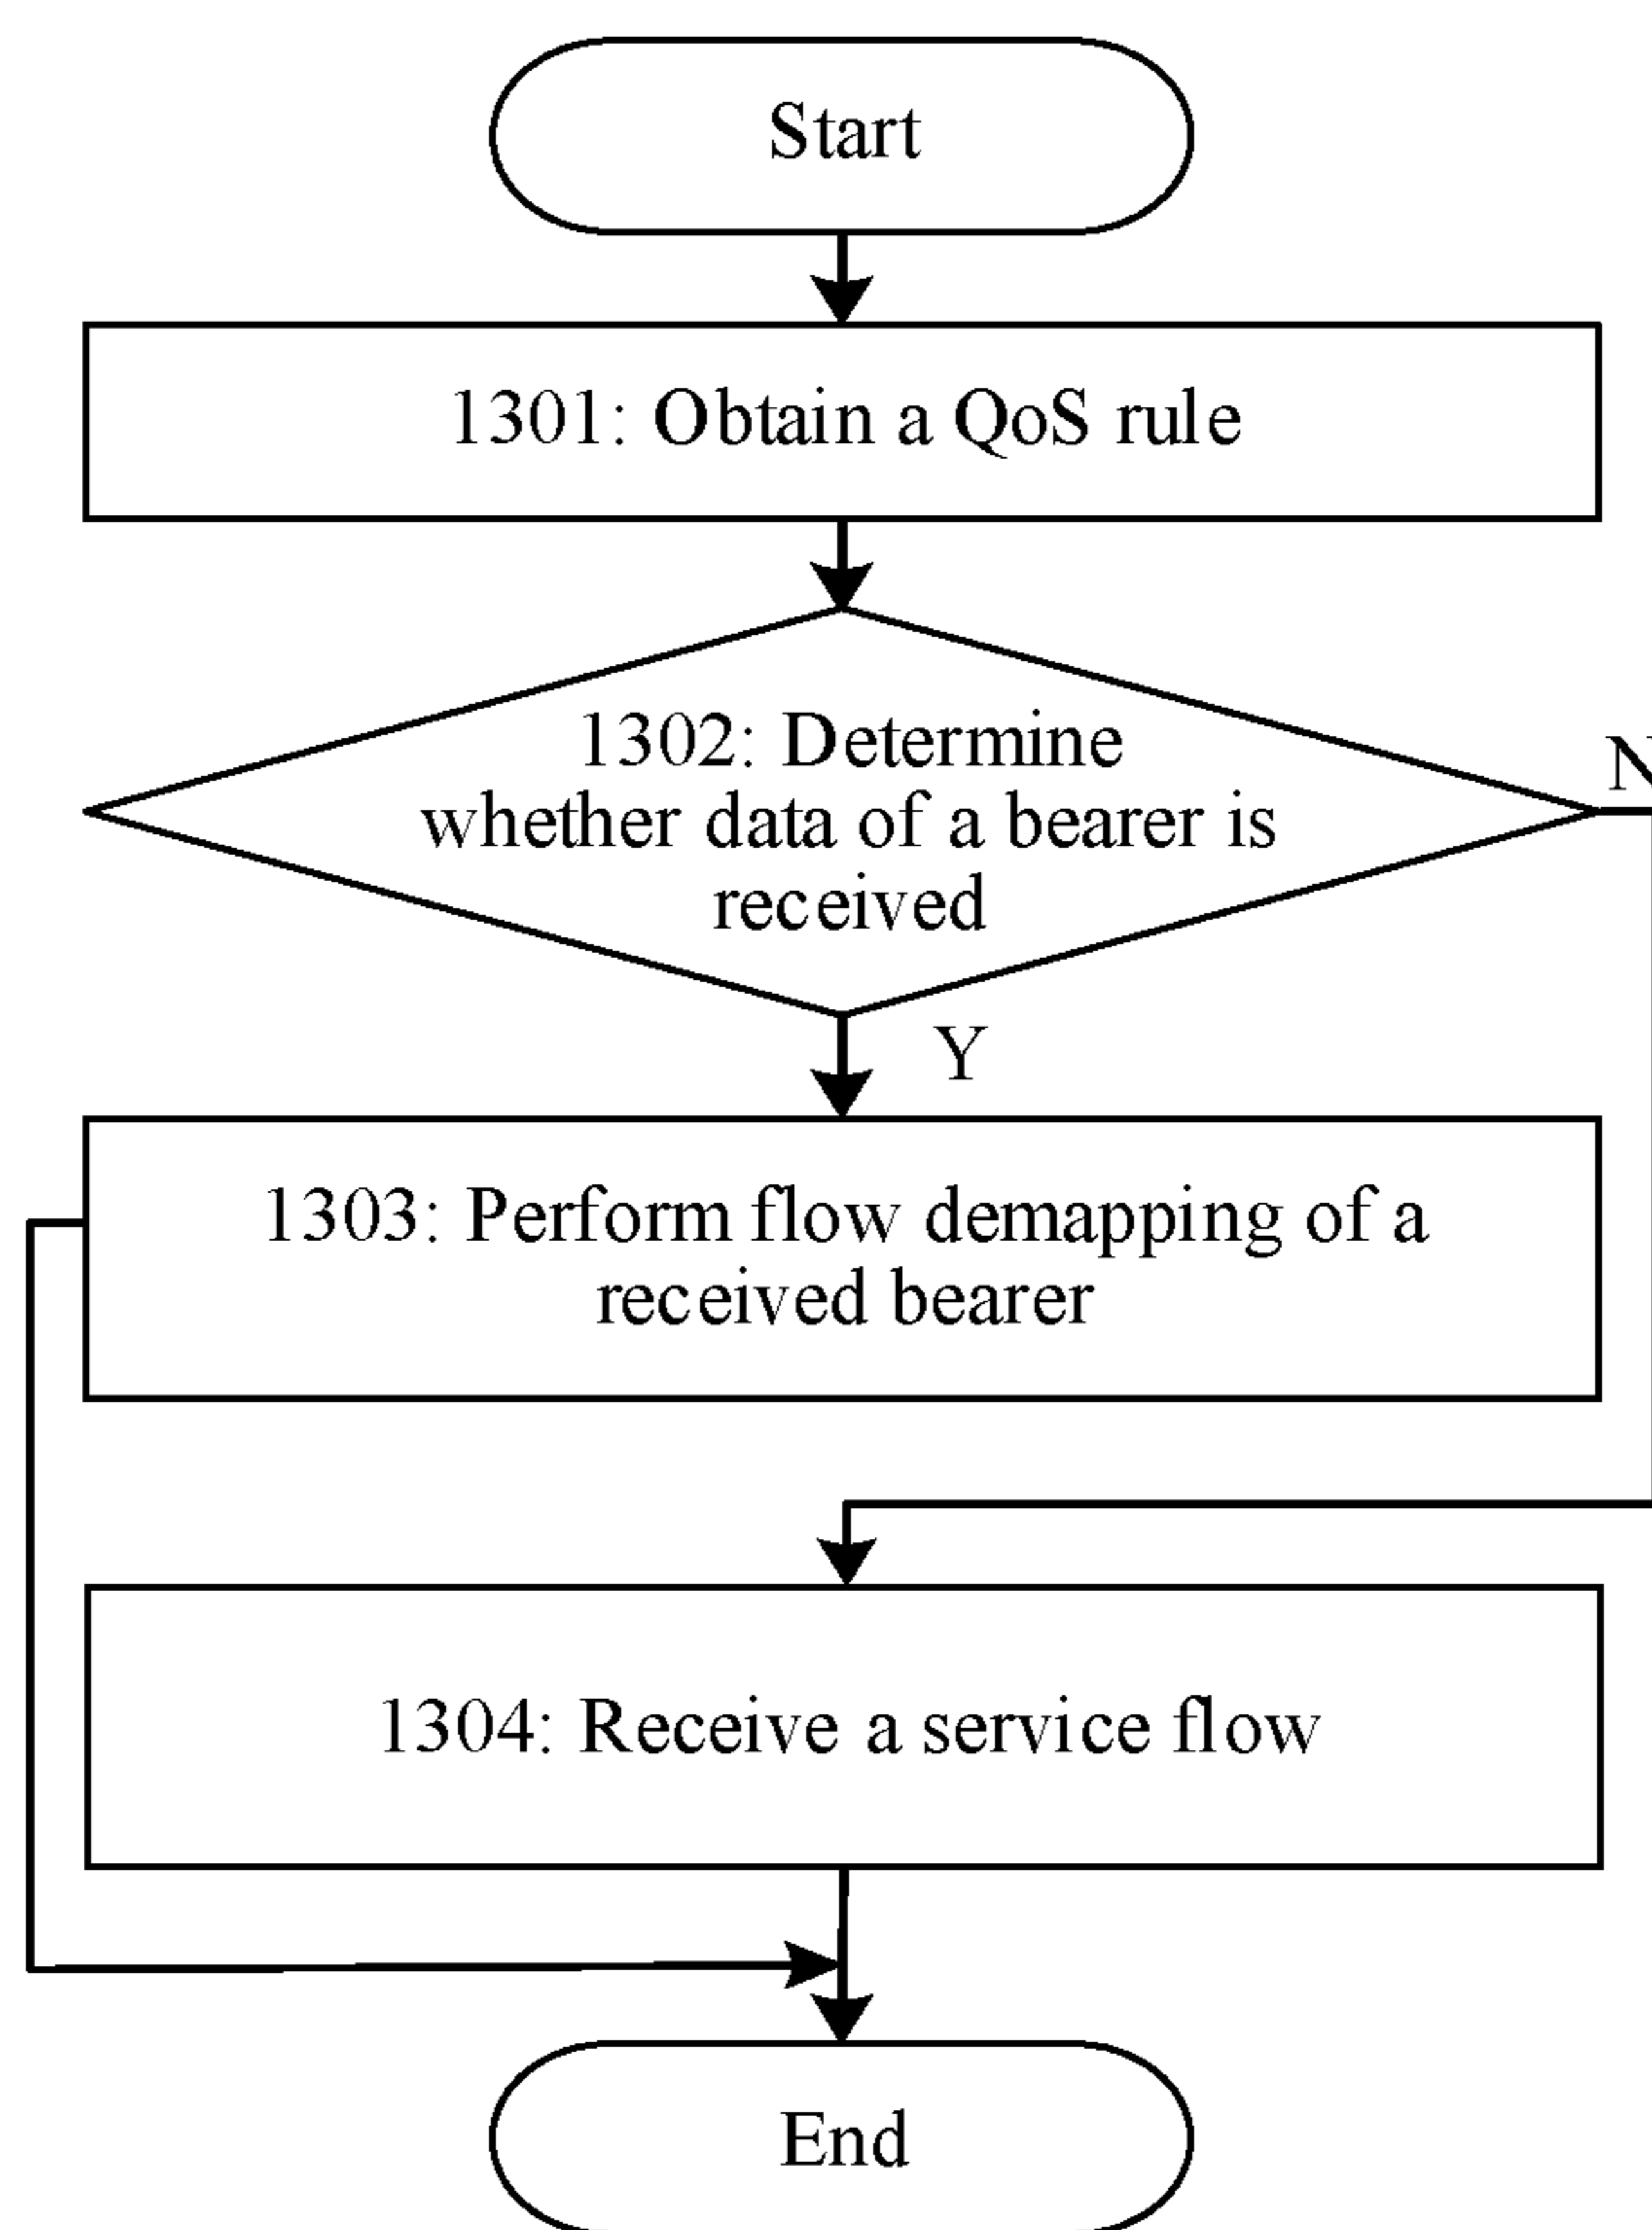 Start
1301: Obtain a QoS rule
1302: Determine
whether data of a bearer is
received
N
Y
1303: Perform flow demapping of a
received bearer
1304: Receive a service flow
End